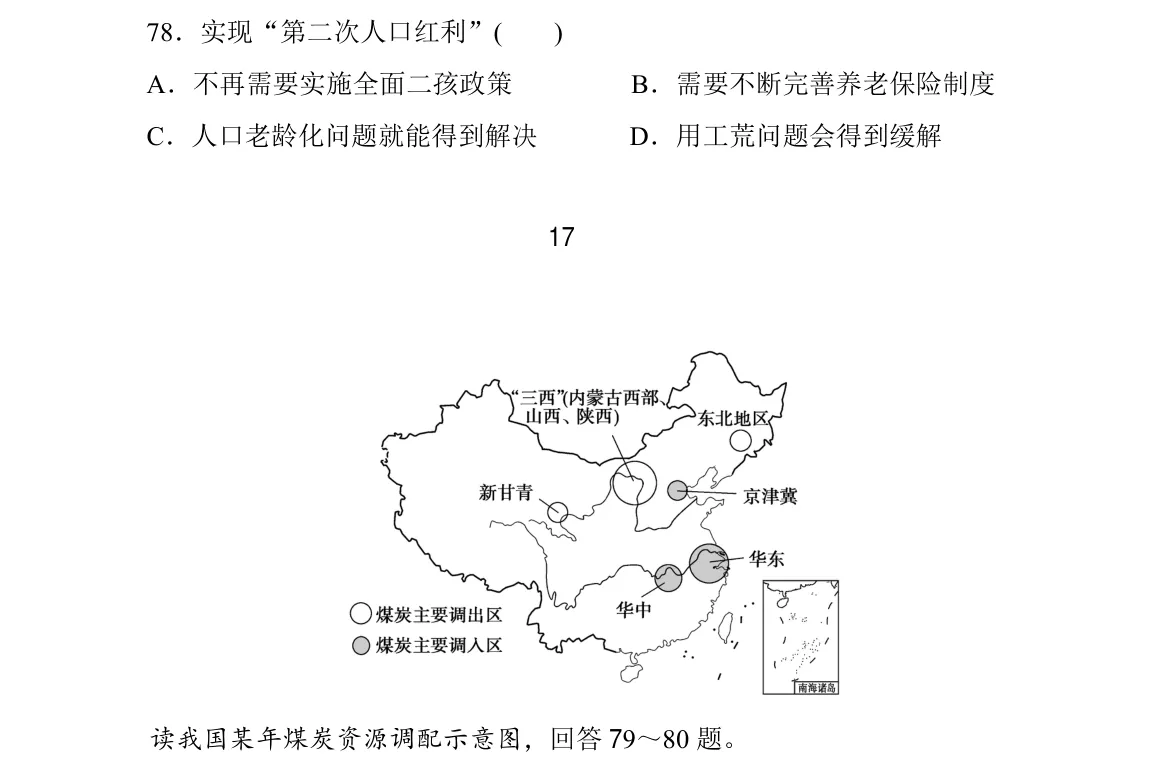 78．实现“第二次人口红利”(　　)
A．不再需要实施全面二孩政策　　B．需要不断完善养老保险制度
C．人口老龄化问题就能得到解决　　D．用工荒问题会得到缓解
17
“三西”(内蒙古西部、
山西、陕西)
东北地区
新甘青
京津冀
华东
华中
煤炭主要调出区
煤炭主要调入区
南海诸岛
读我国某年煤炭资源调配示意图，回答 79～80 题。